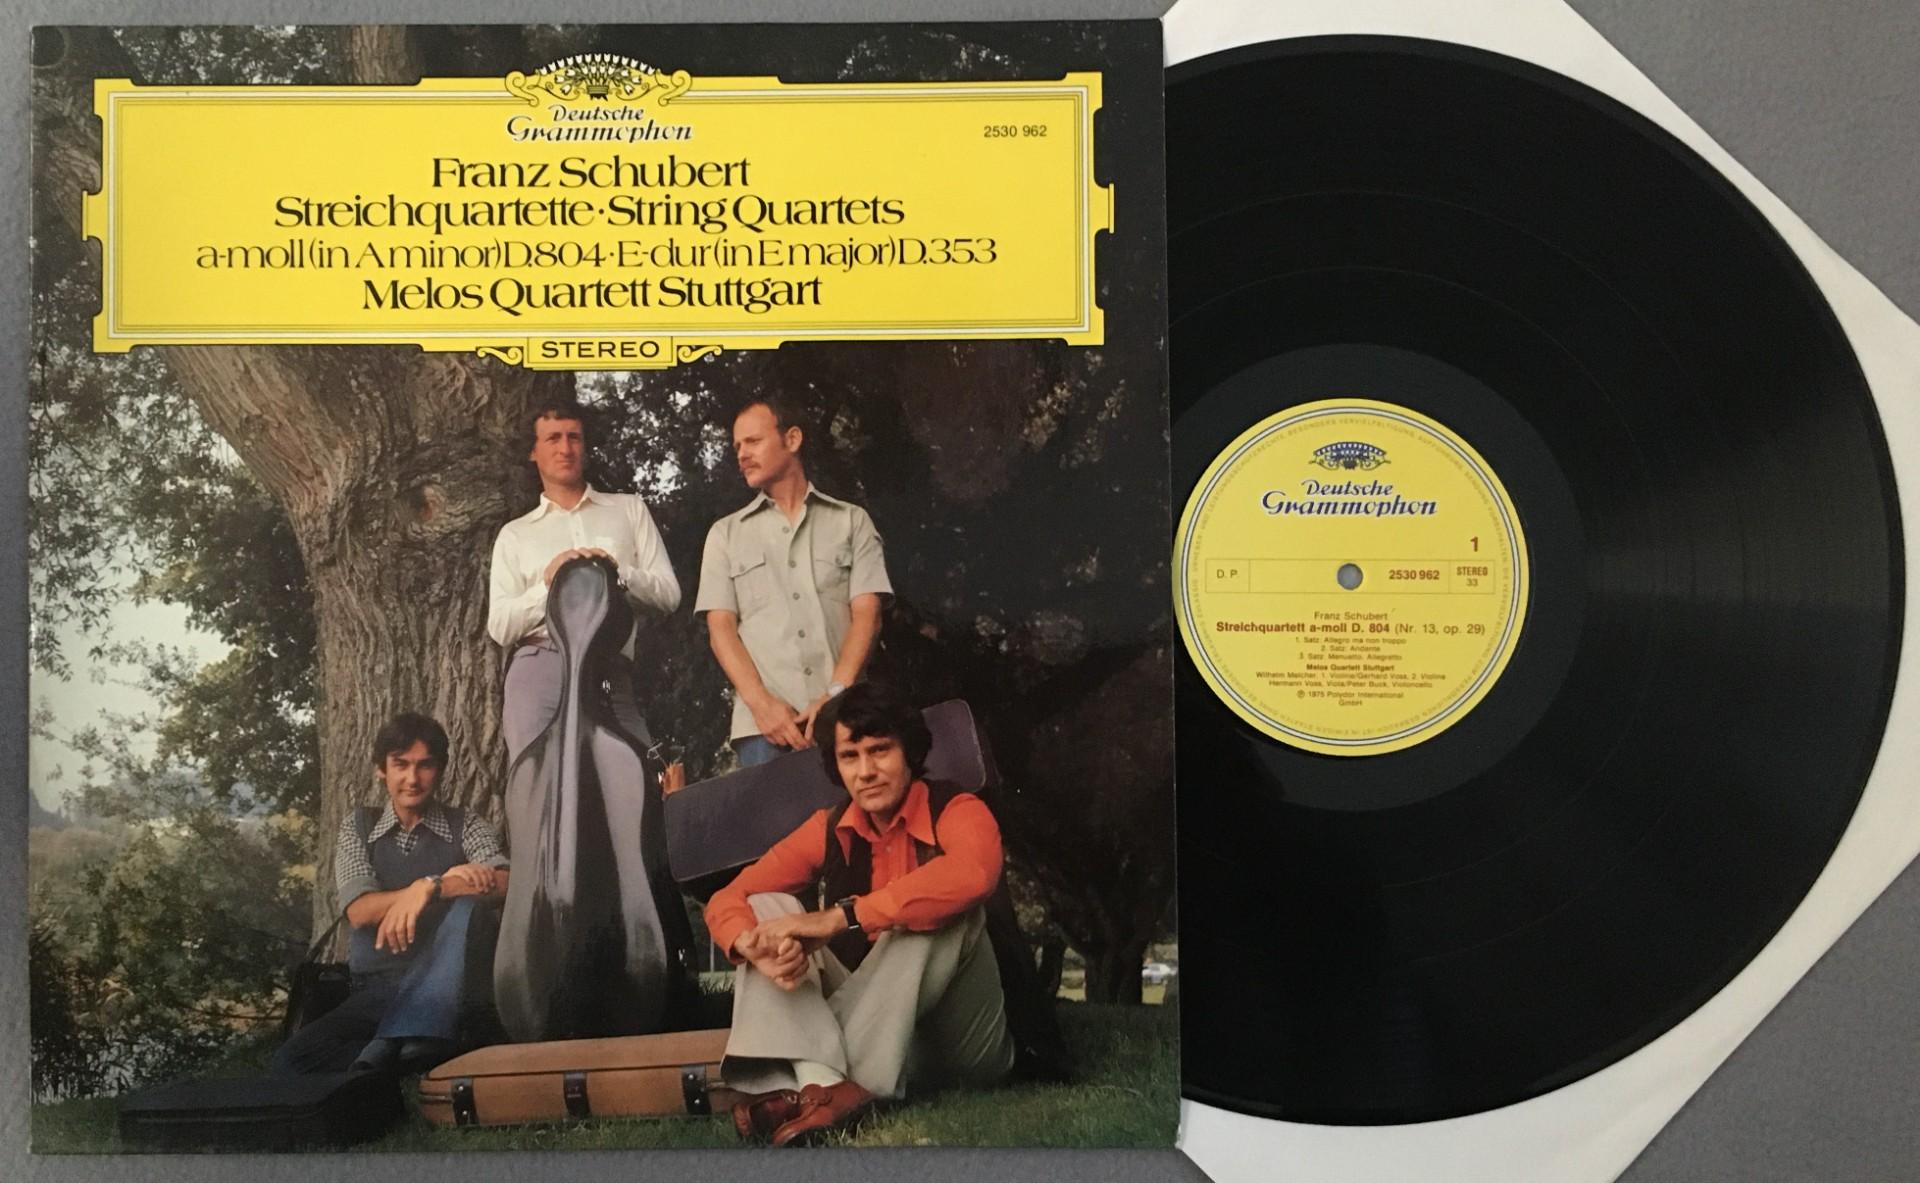 Deutsche
Grammophon
2530 962
Franz Schubert
Streichquartette·String Quartets
a-moll (in A minor) D.804·E-dur (in E major) D.353
Melos Quartett Stuttgart
STEREO
Deutsche
Grammophon
1
D. P.
2530 962
STEREO
33
Franz Schubert
Streichquartett a-moll D. 804 (Nr. 13, op. 29)
1. Satz: Allegro ma non troppo
2. Satz: Andante
3. Satz: Menuetto. Allegretto
Melos Quartett Stuttgart
Wilhelm Melcher, 1. Violine/Gerhard Voss, 2. Violine
Hermann Voss, Viola/Peter Buck, Violoncello
℗ 1975 Polydor International
GmbH